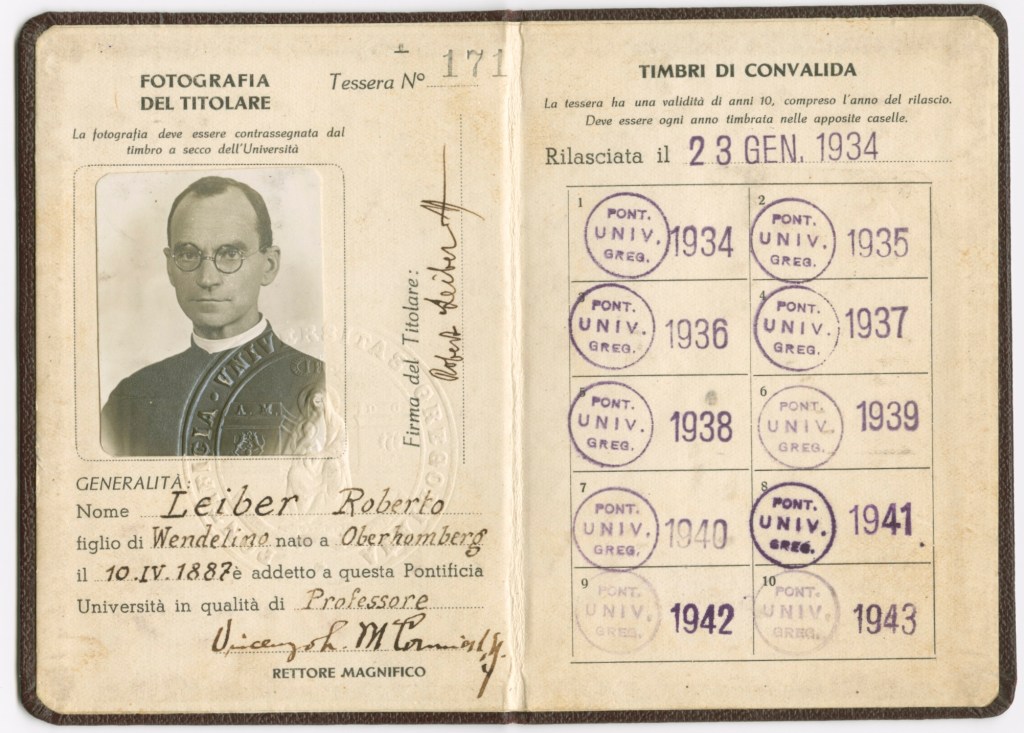 FOTOGRAFIA
DEL TITOLARE
Tessera N° 171
La fotografia deve essere contrassegnata dal
timbro a secco dell'Università
Firma del Titolare:
Robert Leiber SJ
GENERALITÀ:
Nome Leiber Roberto
figlio di Wendelino nato a Oberhomberg
il 10.IV.1887 è addetto a questa Pontificia
Università in qualità di Professore
RETTORE MAGNIFICO
TIMBRI DI CONVALIDA
La tessera ha una validità di anni 10, compreso l'anno del rilascio.
Deve essere ogni anno timbrata nelle apposite caselle.
Rilasciata il 23 GEN. 1934
1 PONT. UNIV. GREG. 1934
2 PONT. UNIV. GREG. 1935
3 PONT. UNIV. GREG. 1936
4 PONT. UNIV. GREG. 1937
5 PONT. UNIV. GREG. 1938
6 PONT. UNIV. GREG. 1939
7 PONT. UNIV. GREG. 1940
8 PONT. UNIV. GREG. 1941
9 PONT. UNIV. GREG. 1942
10 PONT. UNIV. GREG. 1943